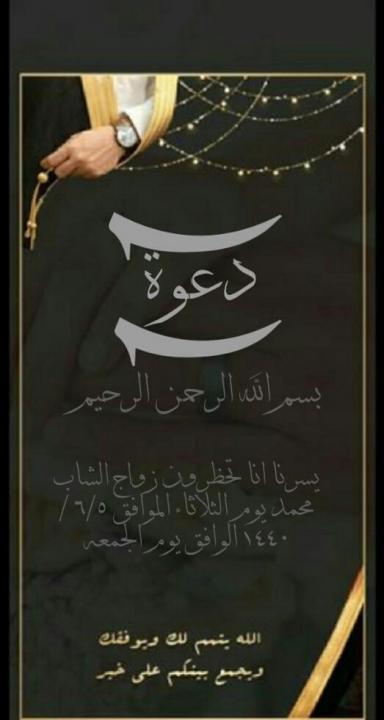 دعوة
بسم الله الرحمن الرحيم
يسرنا انا تحظرون زواج الشاب
محمد يوم الثلاثاء الموافق ٦/٥ /
١٤٤٠ الوافق يوم الجمعه
الله يتمم لك ويوفقك
ويجمع بينكم على خير